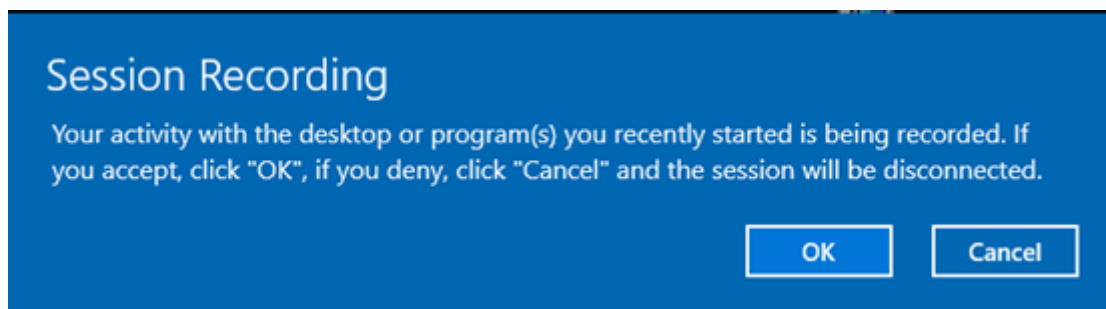 Session Recording
Your activity with the desktop or program(s) you recently started is being recorded. If
you accept, click "OK", if you deny, click "Cancel" and the session will be disconnected.
OK Cancel